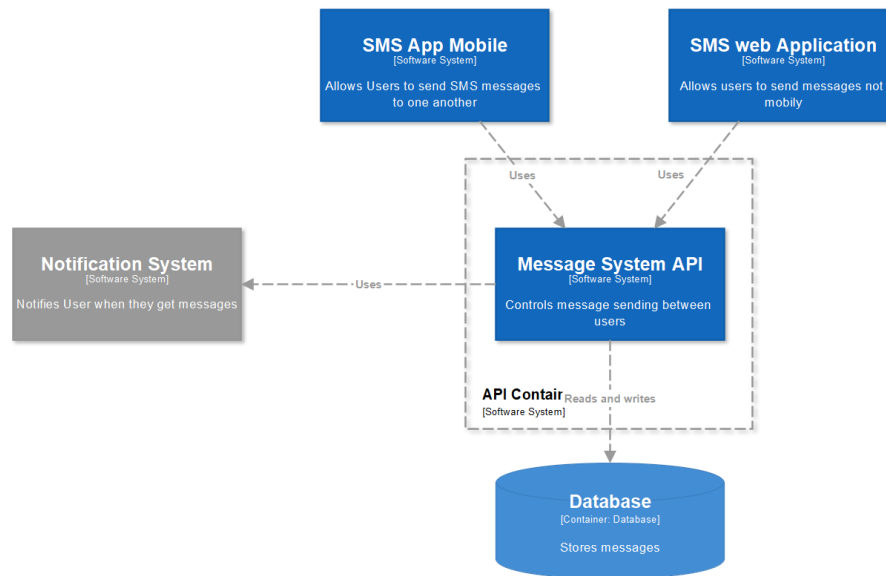 SMS App Mobile
[Software System]
Allows Users to send SMS messages
to one another
SMS web Application
[Software System]
Allows users to send messages not
mobily
Uses
Uses
Notification System
[Software System]
Notifies User when they get messages
Uses
Message System API
[Software System]
Controls message sending between
users
API Contair
[Software System]
Reads and writes
Database
[Container: Database]
Stores messages